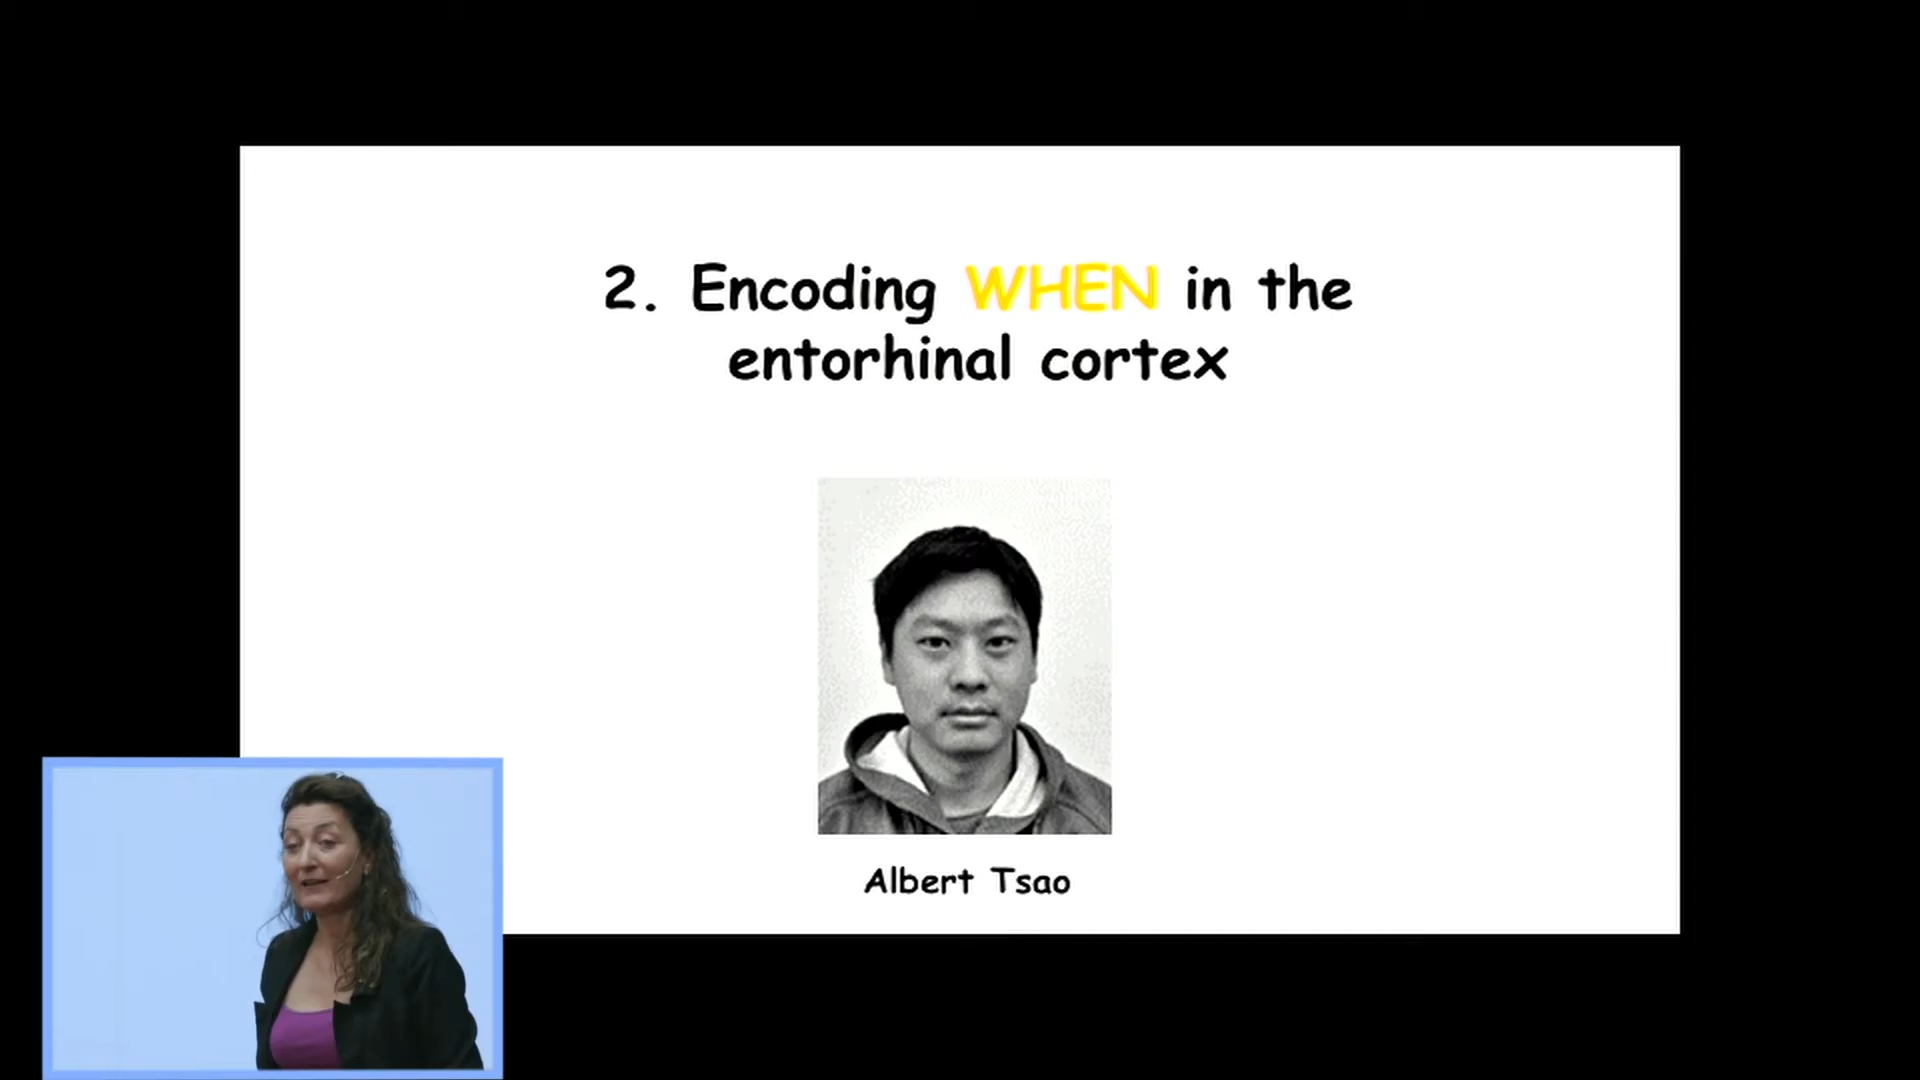 2. Encoding WHEN in the
entorhinal cortex
Albert Tsao